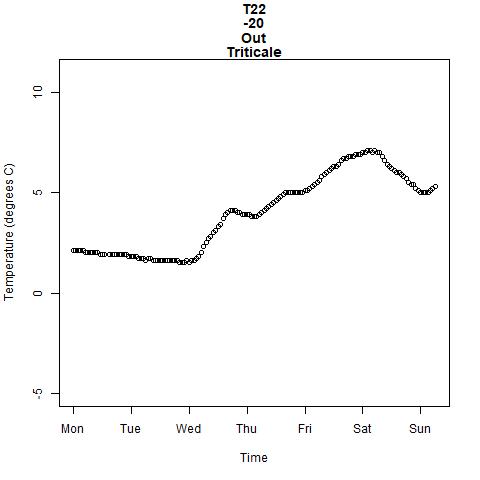 T22
-20
Out
Triticale
Temperature (degrees C)
10
5
0
-5
Mon Tue Wed Thu Fri Sat Sun
Time